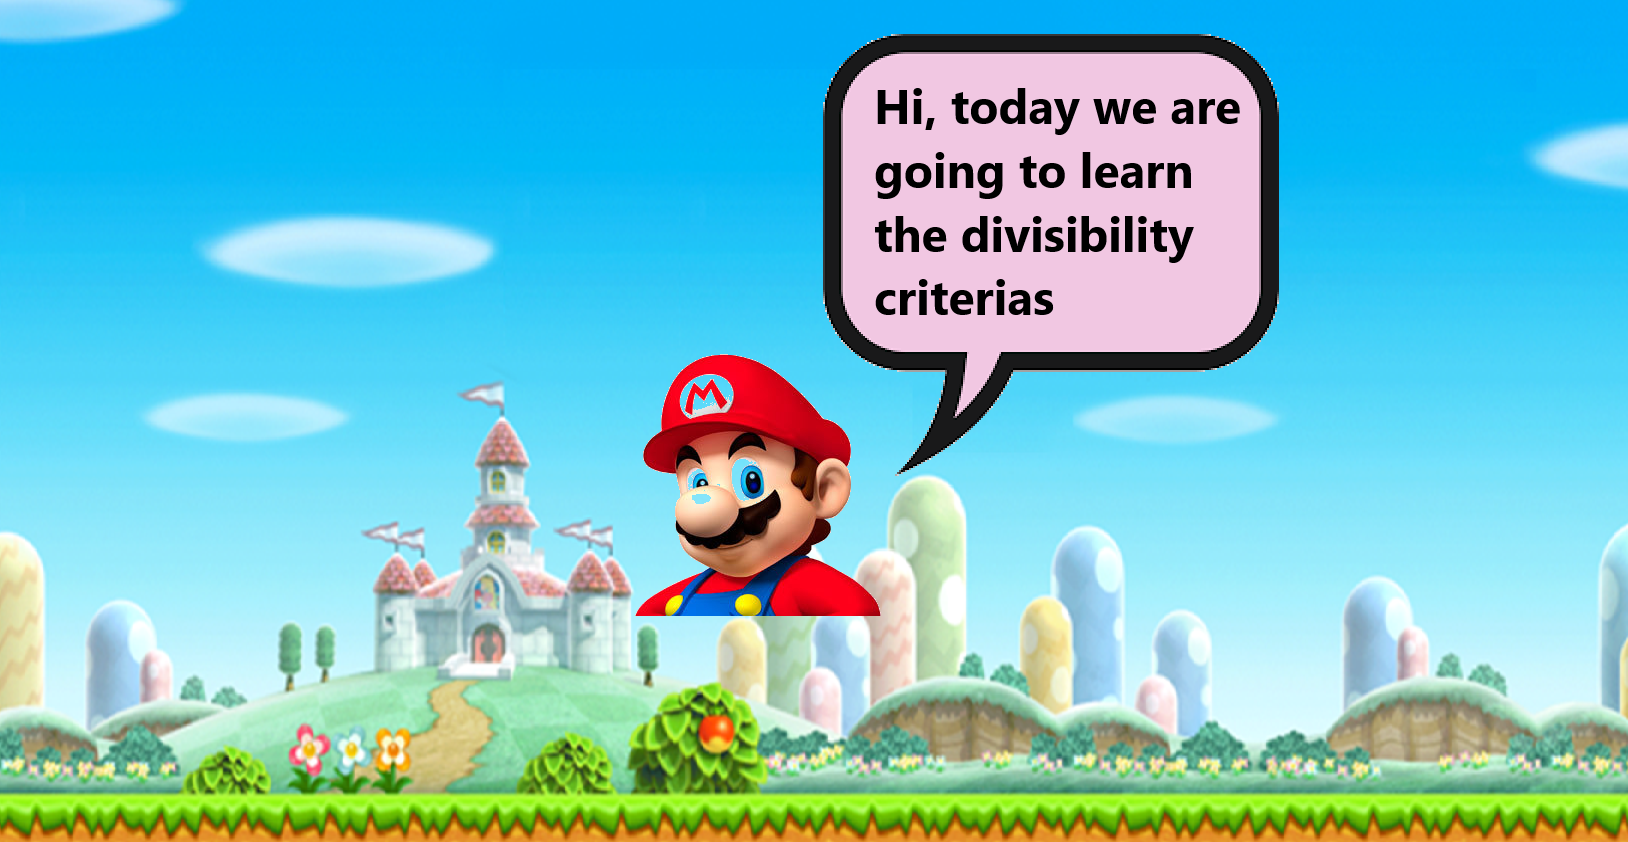 Hi, today we are
going to learn
the divisibility
criterias
M